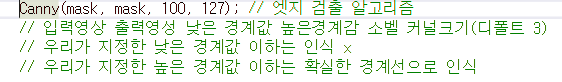 Canny(mask, mask, 100, 127); // 엣지 검출 알고리즘
// 입력영상 출력영성 낮은 경계값 높은경계감 소벨 커널크기(디폴트 3)
// 우리가 지정한 낮은 경계값 이하는 인식 x
// 우리가 지정한 높은 경계값 이하는 확실한 경계선으로 인식